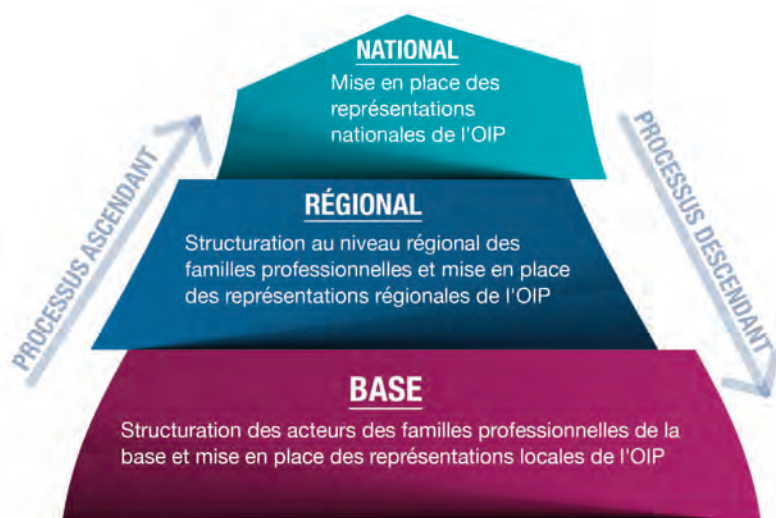 NATIONAL
Mise en place des
représentations
nationales de l'OIP
PROCESSUS ASCENDANT
PROCESSUS DESCENDANT
RÉGIONAL
Structuration au niveau régional des
familles professionnelles et mise en place
des représentations régionales de l'OIP
BASE
Structuration des acteurs des familles professionnelles de la
base et mise en place des représentations locales de l'OIP